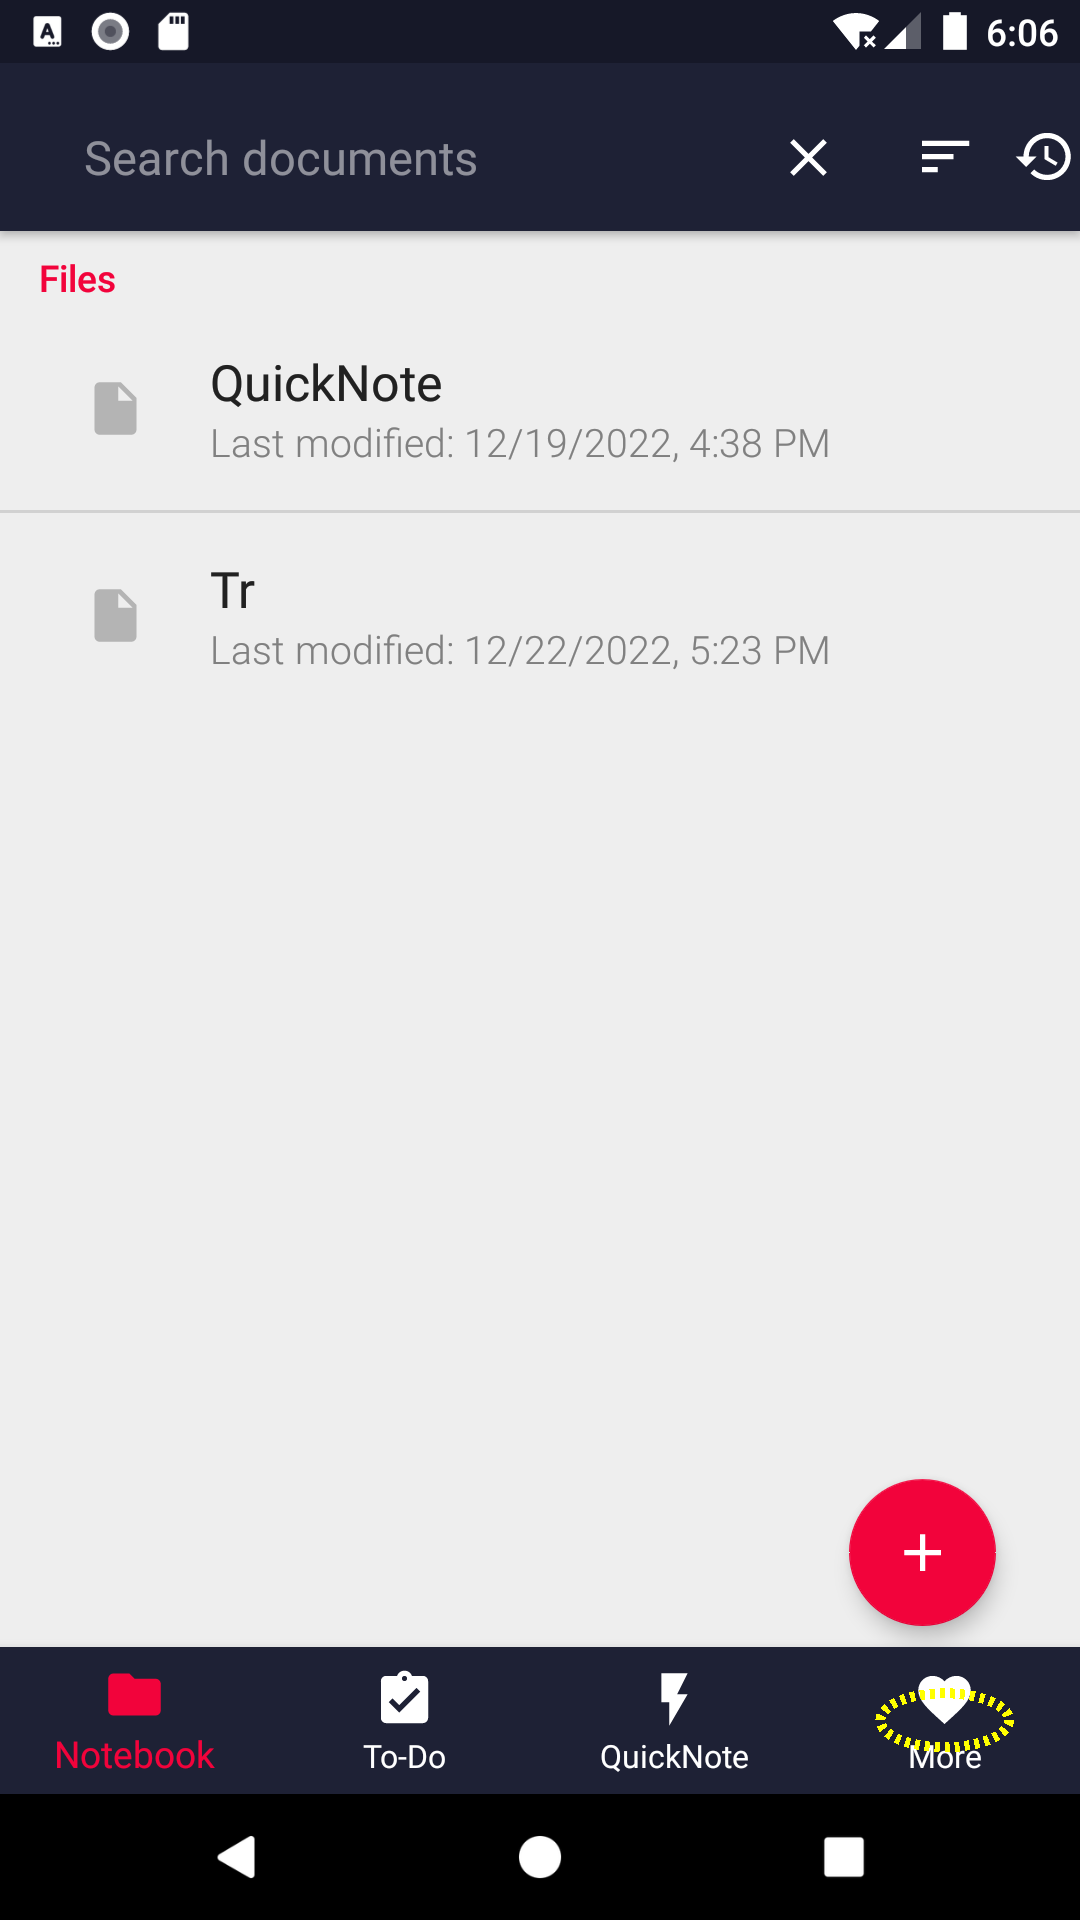 6:06
Search documents
Files
QuickNote
Last modified: 12/19/2022, 4:38 PM
Tr
Last modified: 12/22/2022, 5:23 PM
Notebook
To-Do
QuickNote
More